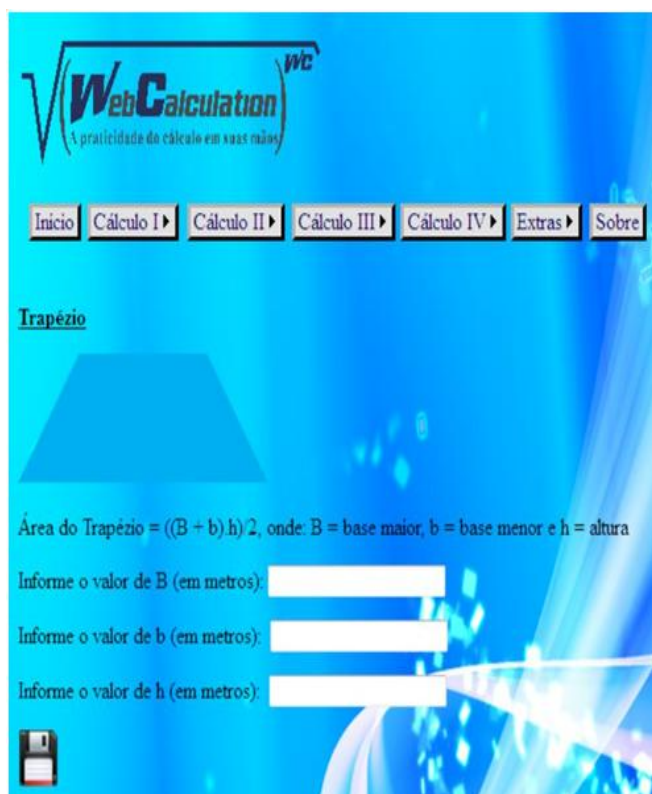 WC
WebCalculation
A praticidade do cálculo em suas mãos
Início Cálculo I Cálculo II Cálculo III Cálculo IV Extras Sobre
Trapézio
Área do Trapézio = ((B + b).h)/2, onde: B = base maior, b = base menor e h = altura
Informe o valor de B (em metros):
Informe o valor de b (em metros):
Informe o valor de h (em metros):